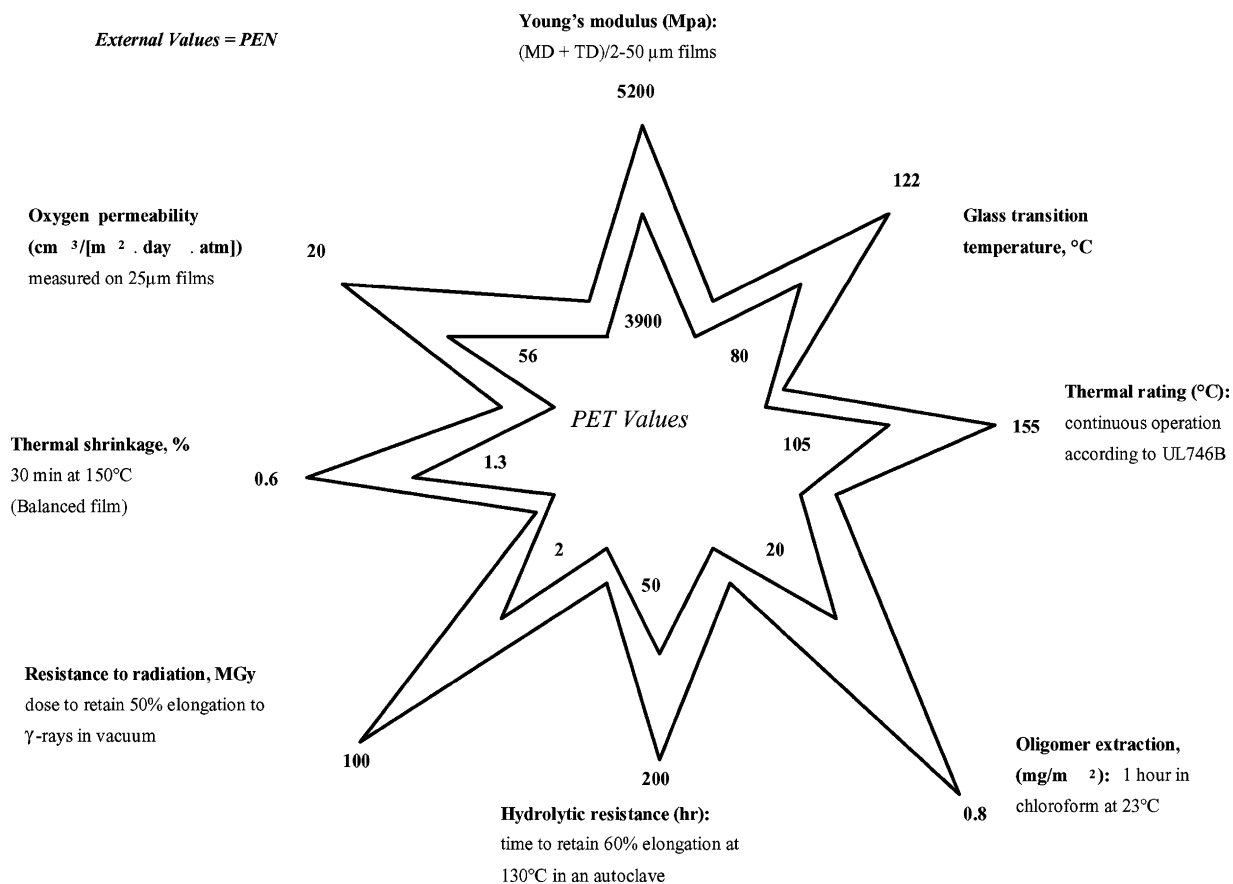 External Values = PEN
Young's modulus (Mpa):
(MD + TD)/2-50 µm films
5200
122
Glass transition
temperature, °C
Oxygen permeability
(cm 3/[m 2 . day . atm])
measured on 25µm films
20
3900
56
80
PET Values
Thermal rating (°C):
continuous operation
according to UL746B
155
105
Thermal shrinkage, %
30 min at 150°C
(Balanced film)
0.6
1.3
2
20
50
Resistance to radiation, MGy
dose to retain 50% elongation to
γ-rays in vacuum
100
200
Hydrolytic resistance (hr):
time to retain 60% elongation at
130°C in an autoclave
Oligomer extraction,
(mg/m 2): 1 hour in
chloroform at 23°C
0.8